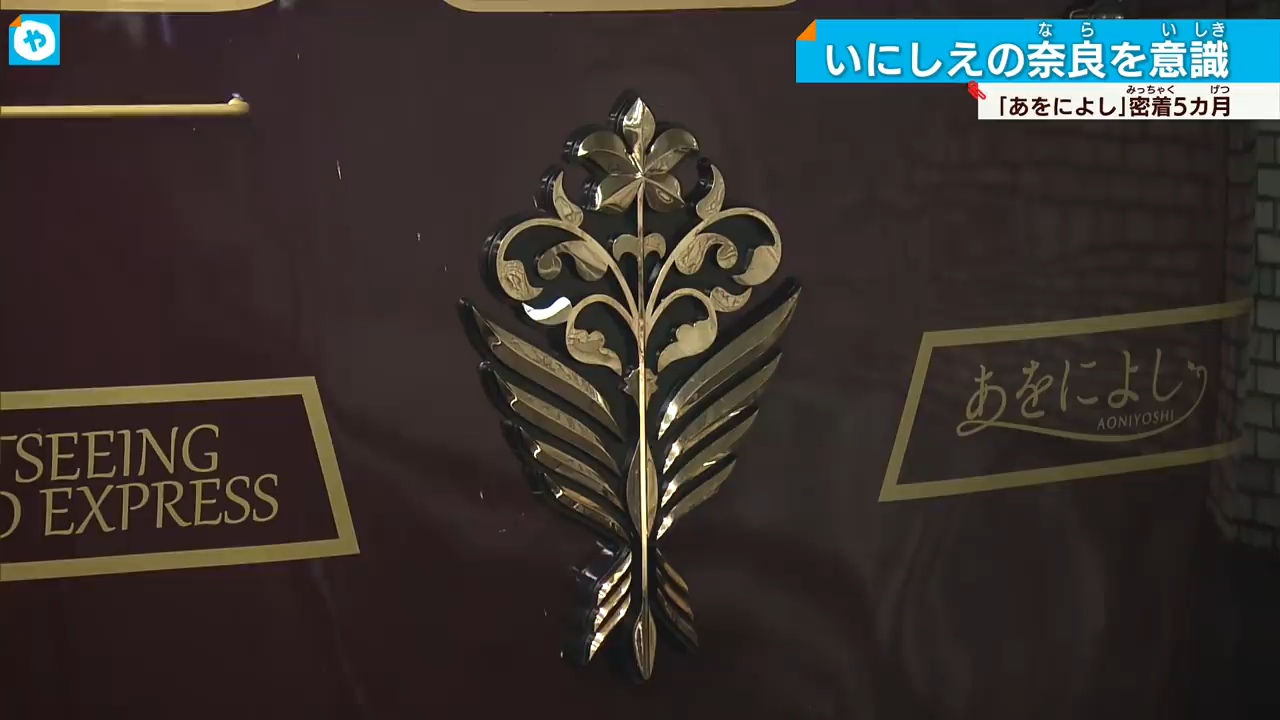 や
いにしえの奈良を意識
なら いしき
「あをによし」密着5カ月
みっちゃく げつ
TSEEING
EXPRESS
あをによし
AONIYOSHI